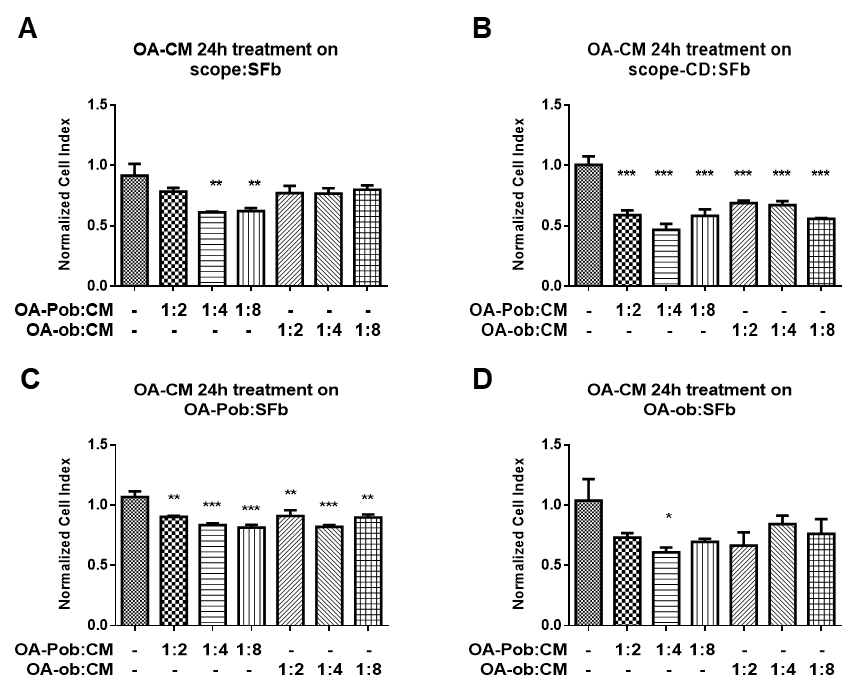 A
OA-CM 24h treatment on
scope:SFb
Normalized Cell Index
1.5
1.0
0.5
0.0
** **
OA-Pob:CM - 1:2 1:4 1:8 - - -
OA-ob:CM - - - - 1:2 1:4 1:8
B
OA-CM 24h treatment on
scope-CD:SFb
Normalized Cell Index
1.5
1.0
0.5
0.0
*** *** *** *** *** ***
OA-Pob:CM - 1:2 1:4 1:8 - - -
OA-ob:CM - - - - 1:2 1:4 1:8
C
OA-CM 24h treatment on
OA-Pob:SFb
Normalized Cell Index
1.5
1.0
0.5
0.0
** *** *** ** *** **
OA-Pob:CM - 1:2 1:4 1:8 - - -
OA-ob:CM - - - - 1:2 1:4 1:8
D
OA-CM 24h treatment on
OA-ob:SFb
Normalized Cell Index
1.5
1.0
0.5
0.0
*
OA-Pob:CM - 1:2 1:4 1:8 - - -
OA-ob:CM - - - - 1:2 1:4 1:8